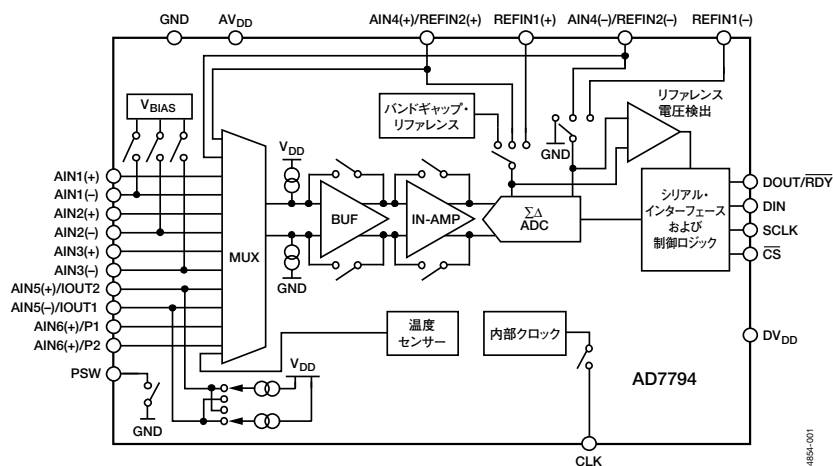 GND
AVDD
AIN4(+)/REFIN2(+)
REFIN1(+)
AIN4(–)/REFIN2(–)
REFIN1(–)
VBIAS
バンドギャップ・
リファレンス
リファレンス
電圧検出
GND
VDD
AIN1(+)
AIN1(–)
AIN2(+)
AIN2(–)
AIN3(+)
AIN3(–)
AIN5(+)/IOUT2
AIN5(–)/IOUT1
AIN6(+)/P1
AIN6(+)/P2
PSW
MUX
BUF
IN-AMP
ΣΔ
ADC
シリアル・
インターフェース
および
制御ロジック
DOUT/RDY
DIN
SCLK
CS
GND
温度
センサー
内部クロック
DVDD
VDD
GND
AD7794
CLK
4854-001